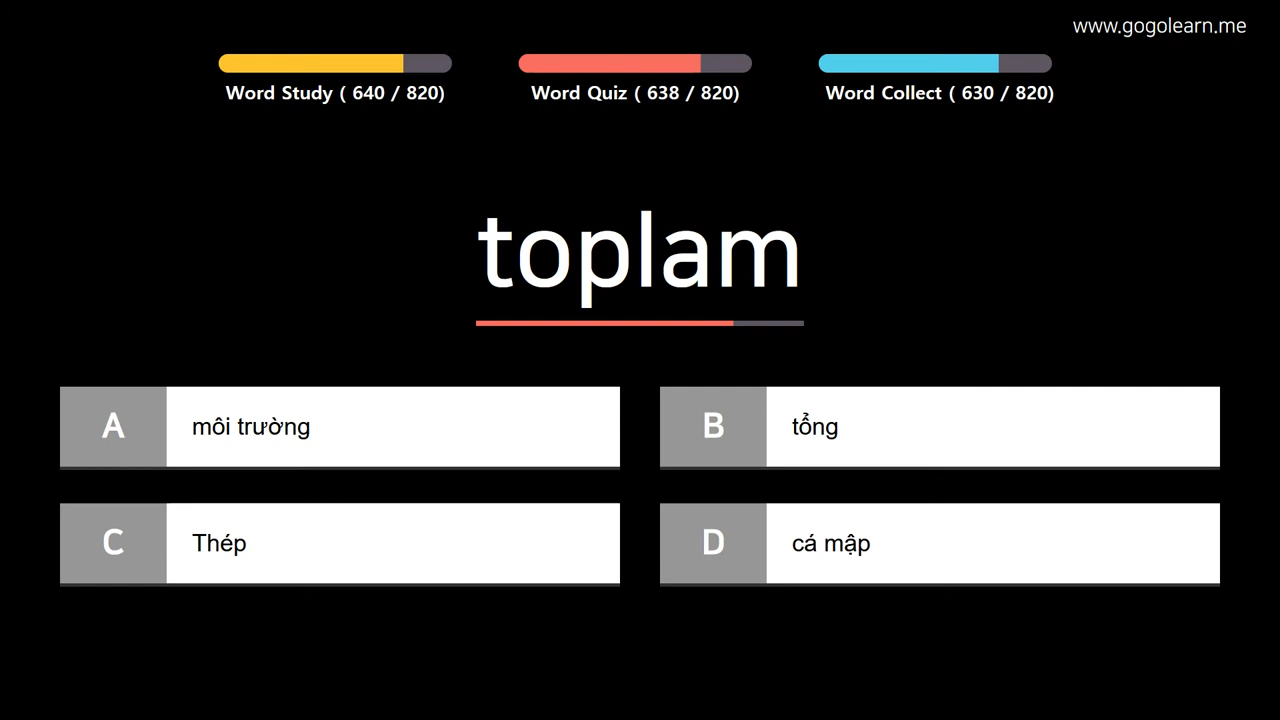 www.gogolearn.me
Word Study ( 640 / 820)
Word Quiz ( 638 / 820)
Word Collect ( 630 / 820)
toplam
A môi trường
B tổng
C Thép
D cá mập